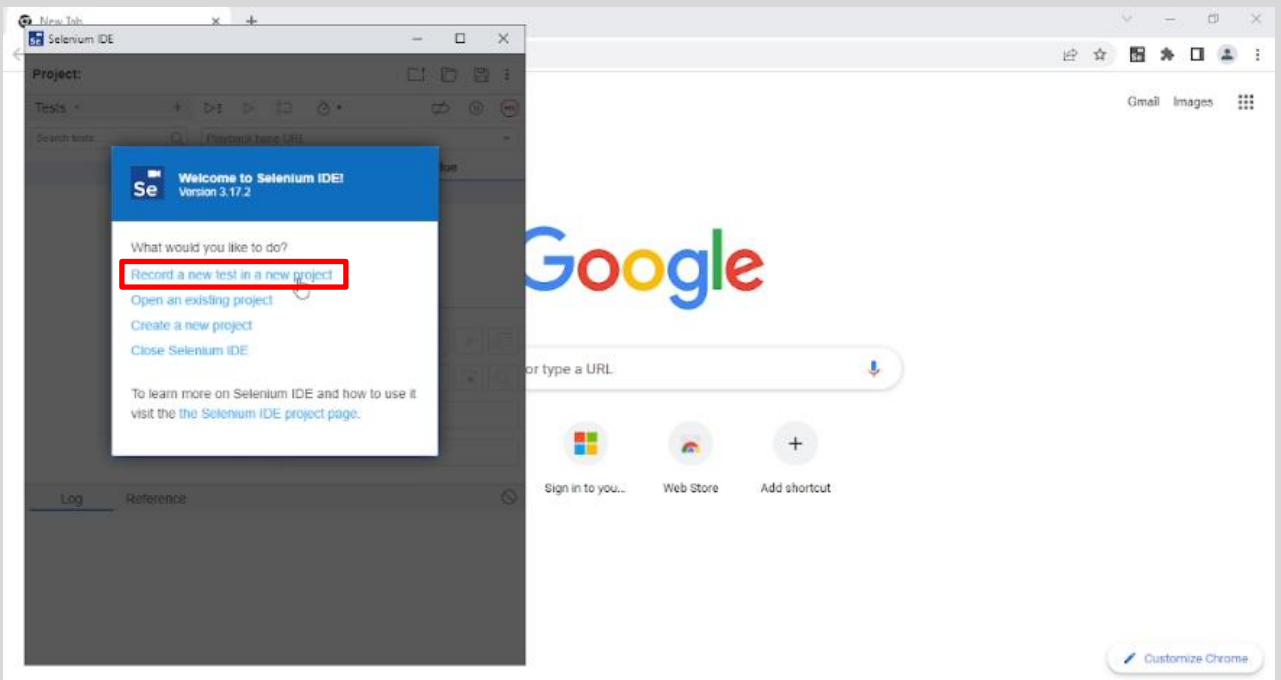 New Tab
Selenium IDE
Project:
Tests
Search tests...
Playback base URL
Gmail Images
Se
Welcome to Selenium IDE!
Version 3.17.2
What would you like to do?
Record a new test in a new project
Open an existing project
Create a new project
Close Selenium IDE
To learn more on Selenium IDE and how to use it
visit the the Selenium IDE project page.
Google
or type a URL
Sign in to you...
Web Store
Add shortcut
Log
Reference
Customize Chrome